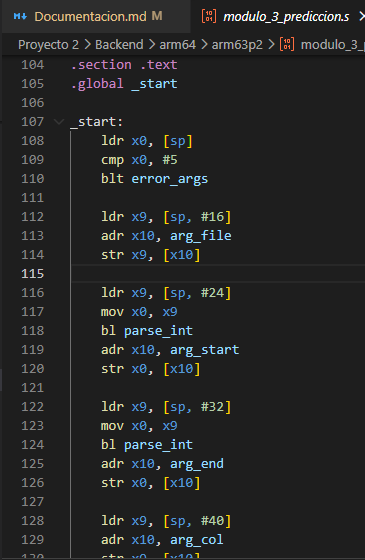 Documentacion.md M modulo_3_prediccion.s
Proyecto 2 > Backend > arm64 > arm63p2 > modulo_3_p
104 .section .text
105 .global _start
106
107 _start:
108 ldr x0, [sp]
109 cmp x0, #5
110 blt error_args
111
112 ldr x9, [sp, #16]
113 adr x10, arg_file
114 str x9, [x10]
115
116 ldr x9, [sp, #24]
117 mov x0, x9
118 bl parse_int
119 adr x10, arg_start
120 str x0, [x10]
121
122 ldr x9, [sp, #32]
123 mov x0, x9
124 bl parse_int
125 adr x10, arg_end
126 str x0, [x10]
127
128 ldr x9, [sp, #40]
129 adr x10, arg_col
130 str x9, [x10]